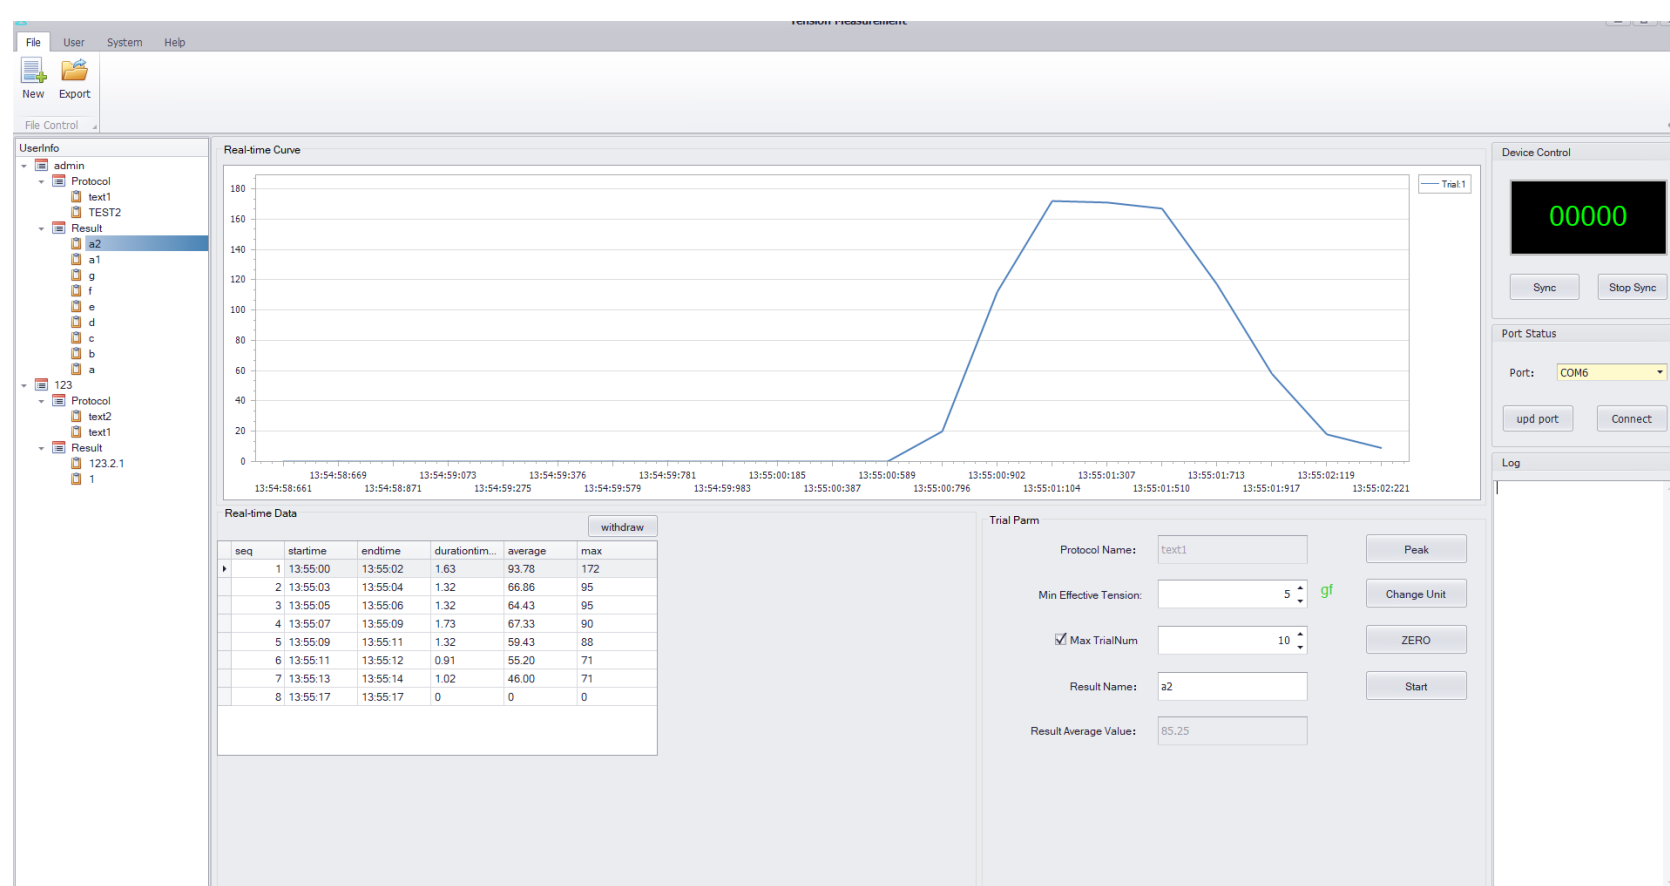 Tension Measurement
File User System Help
New Export
File Control
UserInfo
admin
Protocol
text1
TEST2
Result
a2
a1
g
f
e
d
c
b
a
123
Protocol
text2
text1
Result
123.2.1
1
Real-time Curve
180
160
140
120
100
80
60
40
20
0
Trial:1
13:54:58:669 13:54:59:073 13:54:59:376 13:54:59:781 13:55:00:185 13:55:00:589 13:55:00:902 13:55:01:307 13:55:01:713 13:55:02:119
13:54:58:661 13:54:58:871 13:54:59:275 13:54:59:579 13:54:59:983 13:55:00:387 13:55:00:796 13:55:01:104 13:55:01:510 13:55:01:917 13:55:02:221
Real-time Data
withdraw
seq startime endtime durationtim... average max
1 13:55:00 13:55:02 1.63 93.78 172
2 13:55:03 13:55:04 1.32 66.86 95
3 13:55:05 13:55:06 1.32 64.43 95
4 13:55:07 13:55:09 1.73 67.33 90
5 13:55:09 13:55:11 1.32 59.43 88
6 13:55:11 13:55:12 0.91 55.20 71
7 13:55:13 13:55:14 1.02 46.00 71
8 13:55:17 13:55:17 0 0 0
Trial Parm
Protocol Name: text1 Peak
Min Effective Tension: 5 gf Change Unit
Max TrialNum 10 ZERO
Result Name: a2 Start
Result Average Value: 85.25
Device Control
00000
Sync Stop Sync
Port Status
Port: COM6
upd port Connect
Log